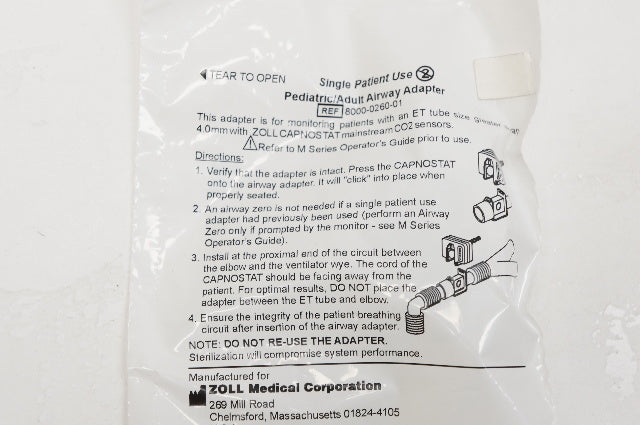 TEAR TO OPEN
Single Patient Use
Pediatric/Adult Airway Adapter
REF 8000-0260-01
This adapter is for monitoring patients with an ET tube size greater than
4.0mm with ZOLL CAPNOSTAT mainstream CO2 sensors.
Refer to M Series Operator's Guide prior to use.
Directions:
1. Verify that the adapter is intact. Press the CAPNOSTAT
onto the airway adapter. It will "click" into place when
properly seated.
2. An airway zero is not needed if a single patient use
adapter had previously been used (perform an Airway
Zero only if prompted by the monitor - see M Series
Operator's Guide).
3. Install at the proximal end of the circuit between
the elbow and the ventilator wye. The cord of the
CAPNOSTAT should be facing away from the
patient. For optimal results, DO NOT place the
adapter between the ET tube and elbow.
4. Ensure the integrity of the patient breathing
circuit after insertion of the airway adapter.
NOTE: DO NOT RE-USE THE ADAPTER.
Sterilization will compromise system performance.
Manufactured for
ZOLL Medical Corporation
269 Mill Road
Chelmsford, Massachusetts 01824-4105